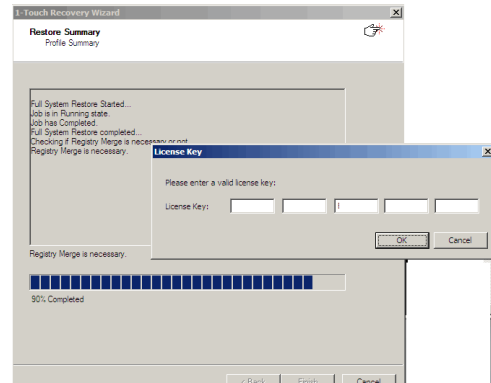 1-Touch Recovery Wizard
Restore Summary
Profile Summary
Full System Restore Started...
Job is in Running state.
Job has Completed.
Full System Restore completed...
Checking if Registry Merge is necessary or not
Registry Merge is necessary.
License Key
Please enter a valid license key:
License Key:
OK
Cancel
Registry Merge is necessary.
90% Completed
< Back
Finish
Cancel